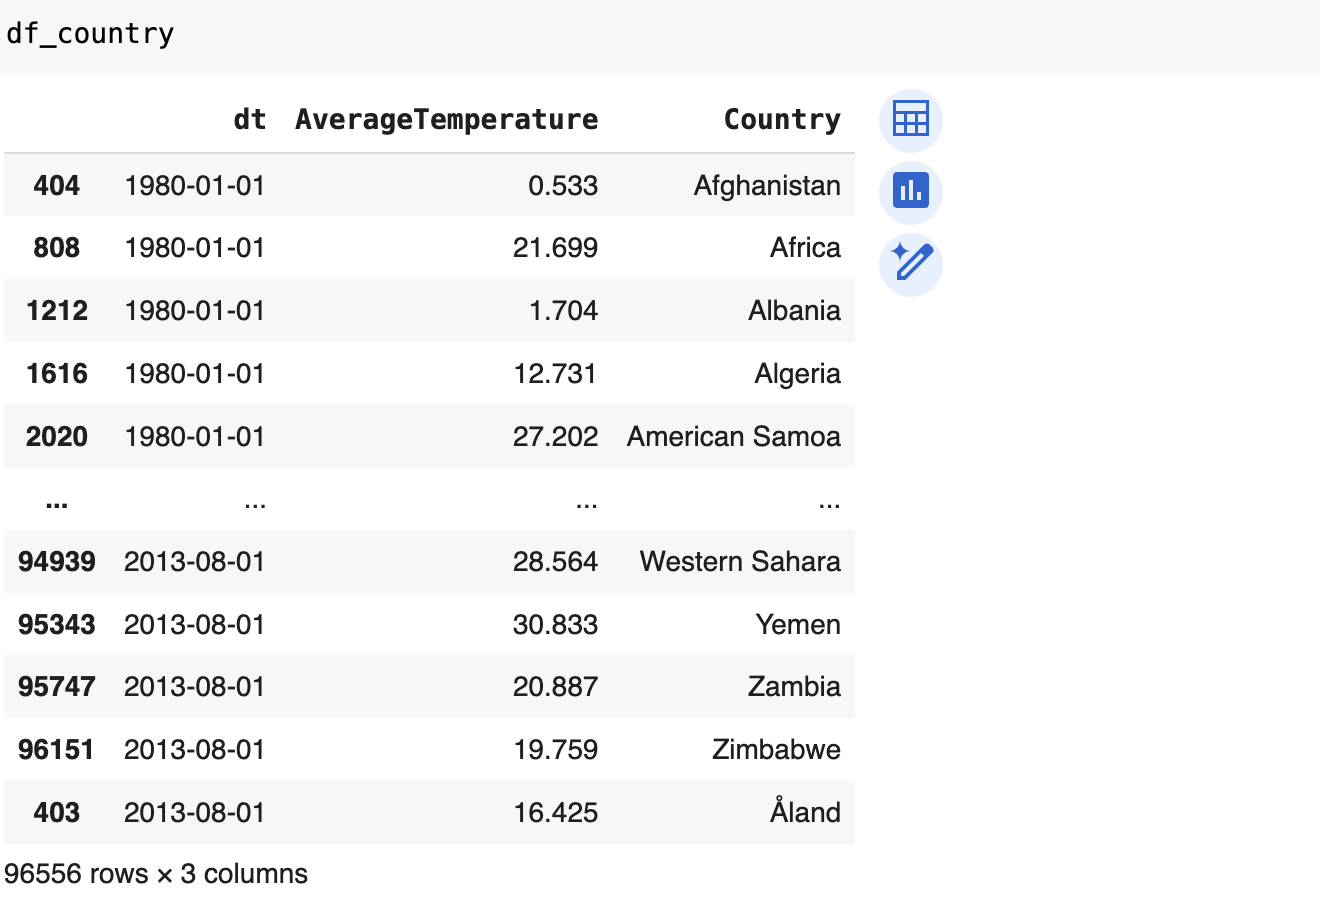 df_country
dt AverageTemperature Country
404 1980-01-01 0.533 Afghanistan
808 1980-01-01 21.699 Africa
1212 1980-01-01 1.704 Albania
1616 1980-01-01 12.731 Algeria
2020 1980-01-01 27.202 American Samoa
... ... ... ...
94939 2013-08-01 28.564 Western Sahara
95343 2013-08-01 30.833 Yemen
95747 2013-08-01 20.887 Zambia
96151 2013-08-01 19.759 Zimbabwe
403 2013-08-01 16.425 Åland
96556 rows × 3 columns